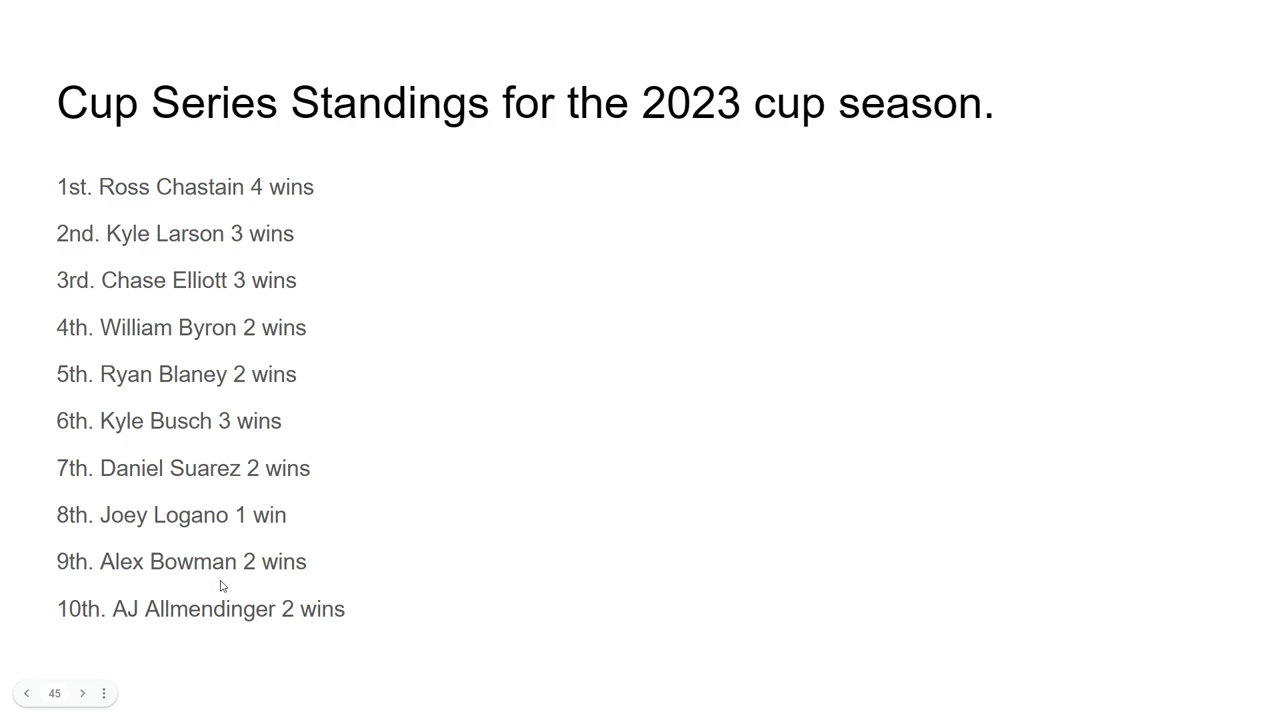 Cup Series Standings for the 2023 cup season.
1st. Ross Chastain 4 wins
2nd. Kyle Larson 3 wins
3rd. Chase Elliott 3 wins
4th. William Byron 2 wins
5th. Ryan Blaney 2 wins
6th. Kyle Busch 3 wins
7th. Daniel Suarez 2 wins
8th. Joey Logano 1 win
9th. Alex Bowman 2 wins
10th. AJ Allmendinger 2 wins
45